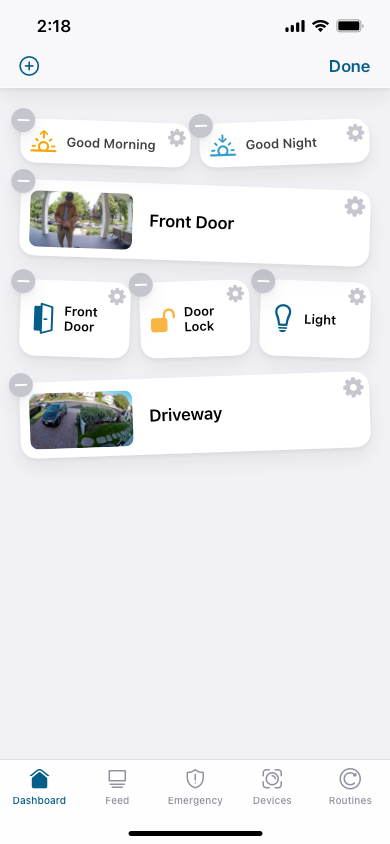 2:18
Done
Good Morning
Good Night
Front Door
Front
Door
Door
Lock
Light
Driveway
Dashboard
Feed
Emergency
Devices
Routines